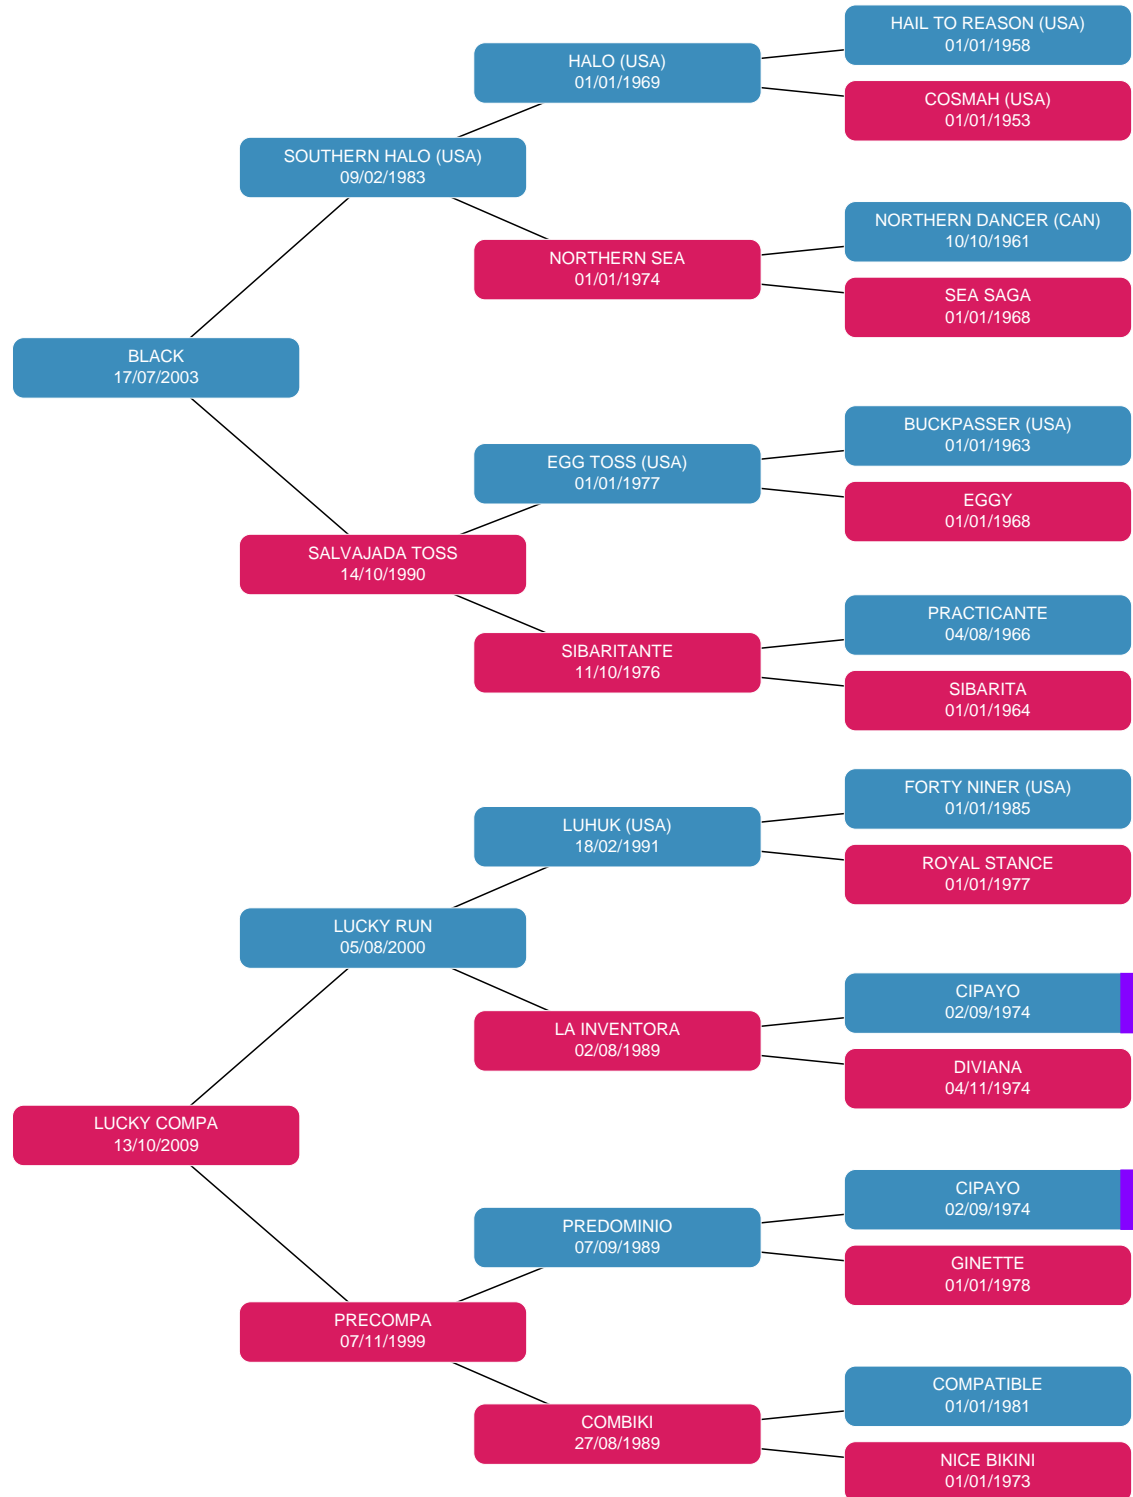 HAIL TO REASON (USA)
01/01/1958
HALO (USA)
01/01/1969
COSMAH (USA)
01/01/1953
SOUTHERN HALO (USA)
09/02/1983
NORTHERN DANCER (CAN)
10/10/1961
NORTHERN SEA
01/01/1974
SEA SAGA
01/01/1968
BLACK
17/07/2003
BUCKPASSER (USA)
01/01/1963
EGG TOSS (USA)
01/01/1977
EGGY
01/01/1968
SALVAJADA TOSS
14/10/1990
PRACTICANTE
04/08/1966
SIBARITANTE
11/10/1976
SIBARITA
01/01/1964
FORTY NINER (USA)
01/01/1985
LUHUK (USA)
18/02/1991
ROYAL STANCE
01/01/1977
LUCKY RUN
05/08/2000
CIPAYO
02/09/1974
LA INVENTORA
02/08/1989
DIVIANA
04/11/1974
LUCKY COMPA
13/10/2009
CIPAYO
02/09/1974
PREDOMINIO
07/09/1989
GINETTE
01/01/1978
PRECOMPA
07/11/1999
COMPATIBLE
01/01/1981
COMBIKI
27/08/1989
NICE BIKINI
01/01/1973